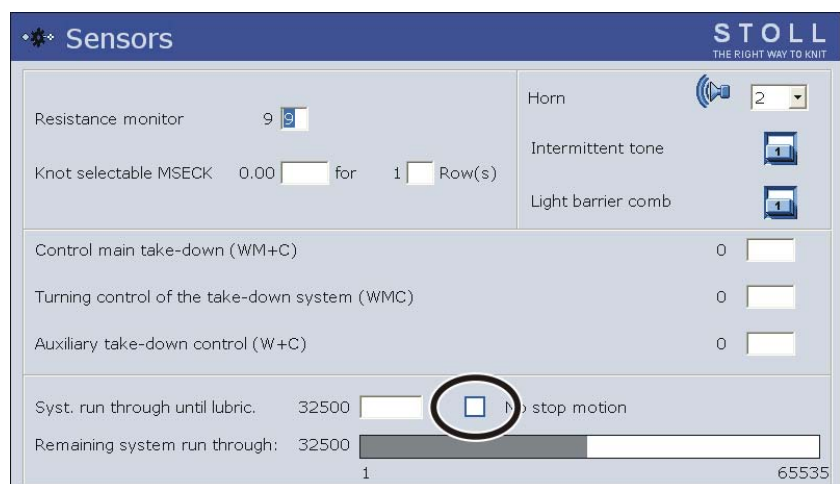 Sensors
STOLL
THE RIGHT WAY TO KNIT
Resistance monitor 9 9
Knot selectable MSECK 0.00 for 1 Row(s)
Horn 2
Intermittent tone 1
Light barrier comb 1
Control main take-down (WM+C) 0
Turning control of the take-down system (WMC) 0
Auxiliary take-down control (W+C) 0
Syst. run through until lubric. 32500 No stop motion
Remaining system run through: 32500
1 65535